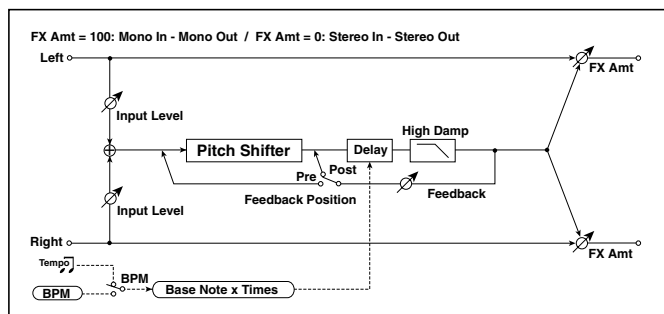 FX Amt = 100: Mono In - Mono Out / FX Amt = 0: Stereo In - Stereo Out
Left
FX Amt
Input Level
High Damp
Pitch Shifter
Delay
Post
Pre
Feedback
Feedback Position
Input Level
Right
FX Amt
Tempo
BPM
BPM
Base Note x Times